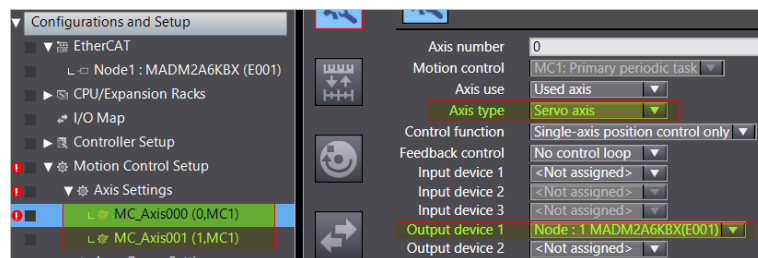 Configurations and Setup
EtherCAT
Node1 : MADM2A6KBX (E001)
CPU/Expansion Racks
I/O Map
Controller Setup
Motion Control Setup
Axis Settings
MC_Axis000 (0,MC1)
MC_Axis001 (1,MC1)
Axis number 0
Motion control MC1: Primary periodic task
Axis use Used axis
Axis type Servo axis
Control function Single-axis position control only
Feedback control No control loop
Input device 1 <Not assigned>
Input device 2 <Not assigned>
Input device 3 <Not assigned>
Output device 1 Node : 1 MADM2A6KBX(E001)
Output device 2 <Not assigned>